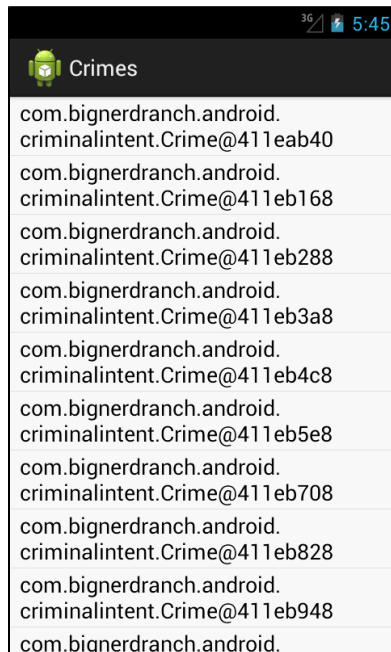 3G 5:45
Crimes
com.bignerdranch.android.
criminalintent.Crime@411eab40
com.bignerdranch.android.
criminalintent.Crime@411eb168
com.bignerdranch.android.
criminalintent.Crime@411eb288
com.bignerdranch.android.
criminalintent.Crime@411eb3a8
com.bignerdranch.android.
criminalintent.Crime@411eb4c8
com.bignerdranch.android.
criminalintent.Crime@411eb5e8
com.bignerdranch.android.
criminalintent.Crime@411eb708
com.bignerdranch.android.
criminalintent.Crime@411eb828
com.bignerdranch.android.
criminalintent.Crime@411eb948
com.bignerdranch.android.